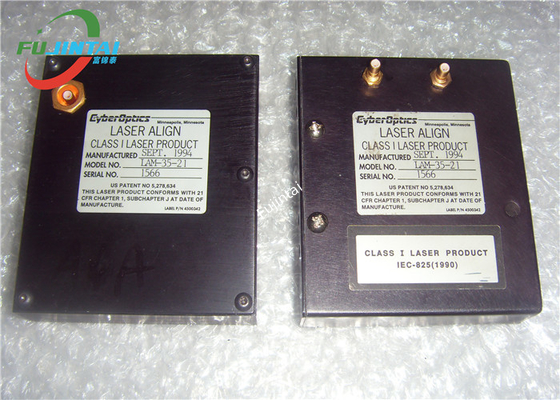 FUJINTAI
富锦泰
CyberOptics
Minneapolis, Minnesota
LASER ALIGN
CLASS I LASER PRODUCT
MANUFACTURED SEPT. 1994
MODEL NO. LAM-35-21
SERIAL NO. 1566
US PATENT NO 5,278,634
THIS LASER PRODUCT CONFORMS WITH 21
CFR CHAPTER 1, SUBCHAPTER J AT DATE OF
MANUFACTURE.
LABEL P/N 4000243
CyberOptics
Minneapolis, Minnesota
LASER ALIGN
CLASS I LASER PRODUCT
MANUFACTURED SEPT. 1994
MODEL NO. LAM-35-21
SERIAL NO. 1566
US PATENT NO 5,278,634
THIS LASER PRODUCT CONFORMS WITH 21
CFR CHAPTER 1, SUBCHAPTER J AT DATE OF
MANUFACTURE.
LABEL P/N 4000243
CLASS I LASER PRODUCT
IEC-825(1990)